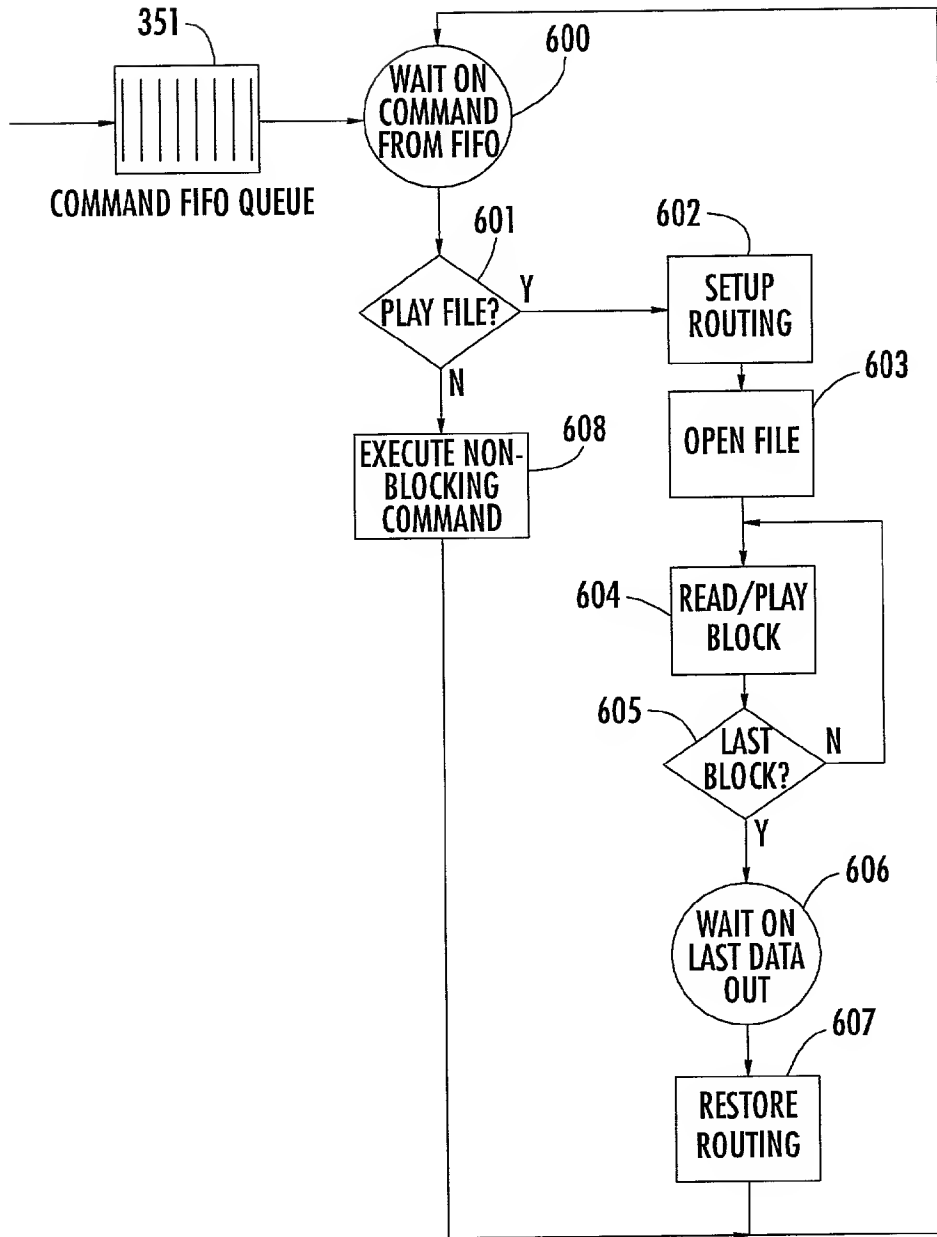 351
600
WAIT ON
COMMAND
FROM FIFO
COMMAND FIFO QUEUE
601
602
PLAY FILE?
Y
SETUP
ROUTING
N
603
OPEN FILE
608
EXECUTE NON-
BLOCKING
COMMAND
604
READ/PLAY
BLOCK
605
LAST
BLOCK?
N
Y
606
WAIT ON
LAST DATA
OUT
607
RESTORE
ROUTING